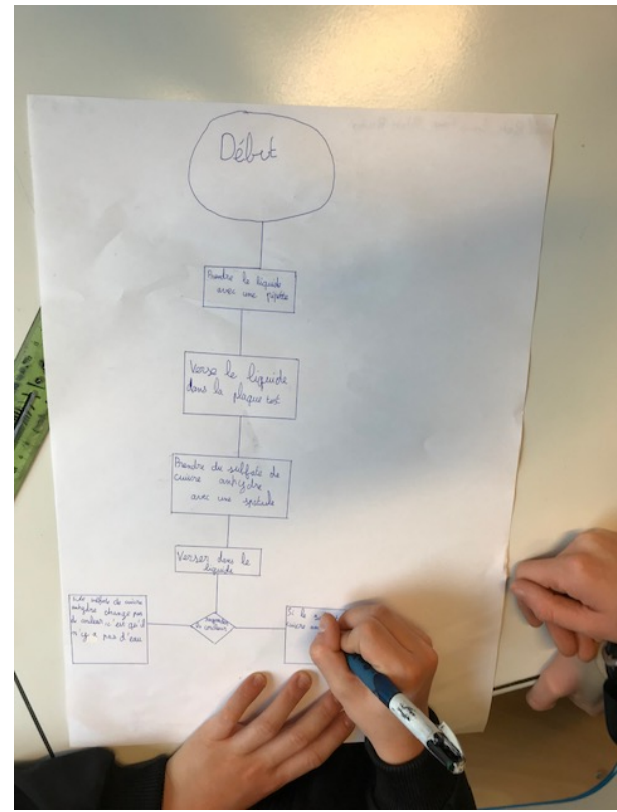 Début
Prendre le liquide
avec une pipette
Verse le liquide
dans la plaque test
Prendre du sulfate de
cuivre anhydre
avec une spatule
Verser dans le
liquide
sulfate de cuivre
anhydre change pas
de couleur c'est qu'il
n'y a pas d'eau
de couleur
Si le
cuivre